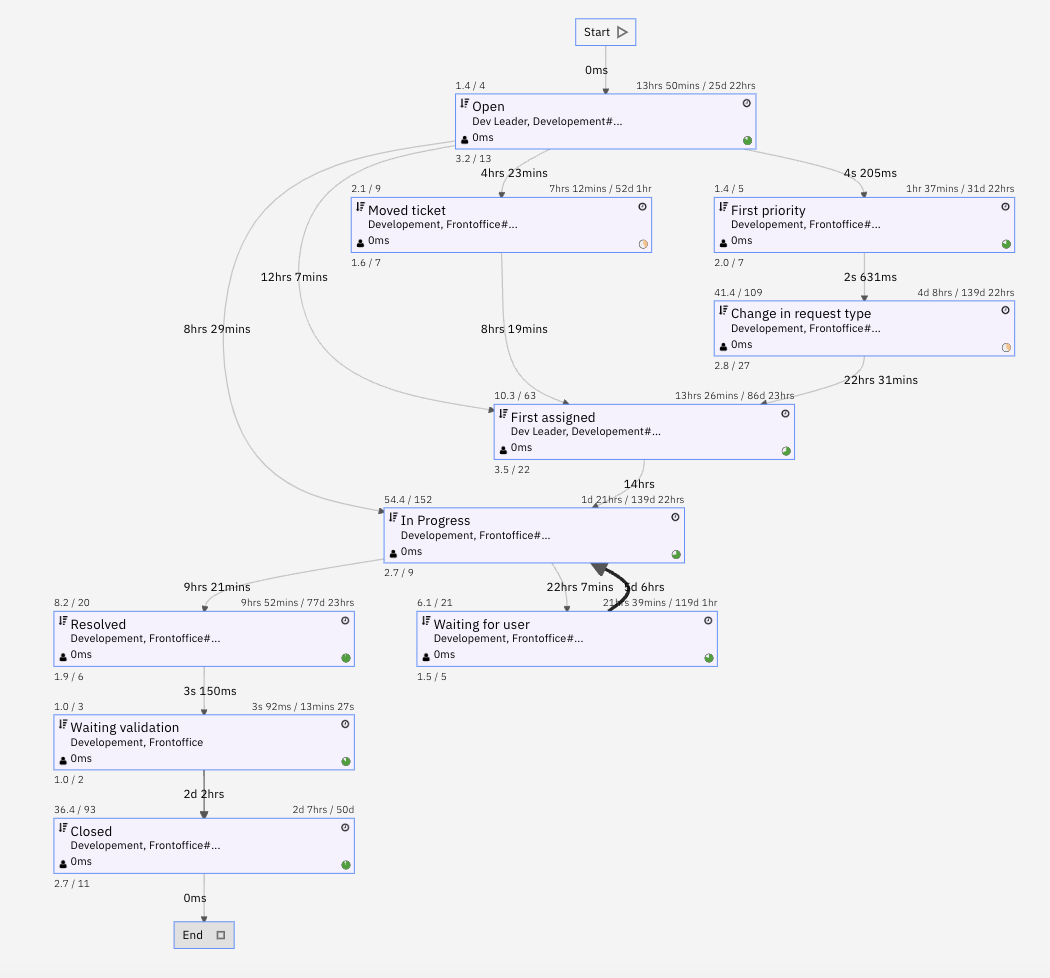 Start
0ms
1.4 / 4
13hrs 50mins / 25d 22hrs
Open
Dev Leader, Developement#...
0ms
3.2 / 13
4hrs 23mins
4s 205ms
2.1 / 9
7hrs 12mins / 52d 1hr
1.4 / 5
1hr 37mins / 31d 22hrs
Moved ticket
Developement, Frontoffice#...
0ms
First priority
Developement, Frontoffice#...
0ms
1.6 / 7
2.0 / 7
12hrs 7mins
2s 631ms
41.4 / 109
4d 8hrs / 139d 22hrs
Change in request type
Developement, Frontoffice#...
0ms
8hrs 29mins
8hrs 19mins
2.8 / 27
22hrs 31mins
10.3 / 63
13hrs 26mins / 86d 23hrs
First assigned
Dev Leader, Developement#...
0ms
3.5 / 22
14hrs
54.4 / 152
1d 21hrs / 139d 22hrs
In Progress
Developement, Frontoffice#...
0ms
2.7 / 9
9hrs 21mins
22hrs 7mins
5d 6hrs
8.2 / 20
9hrs 52mins / 77d 23hrs
6.1 / 21
21hrs 39mins / 119d 1hr
Resolved
Developement, Frontoffice#...
0ms
Waiting for user
Developement, Frontoffice#...
0ms
1.9 / 6
1.5 / 5
3s 150ms
1.0 / 3
3s 92ms / 13mins 27s
Waiting validation
Developement, Frontoffice
0ms
1.0 / 2
2d 2hrs
36.4 / 93
2d 7hrs / 50d
Closed
Developement, Frontoffice#...
0ms
2.7 / 11
0ms
End